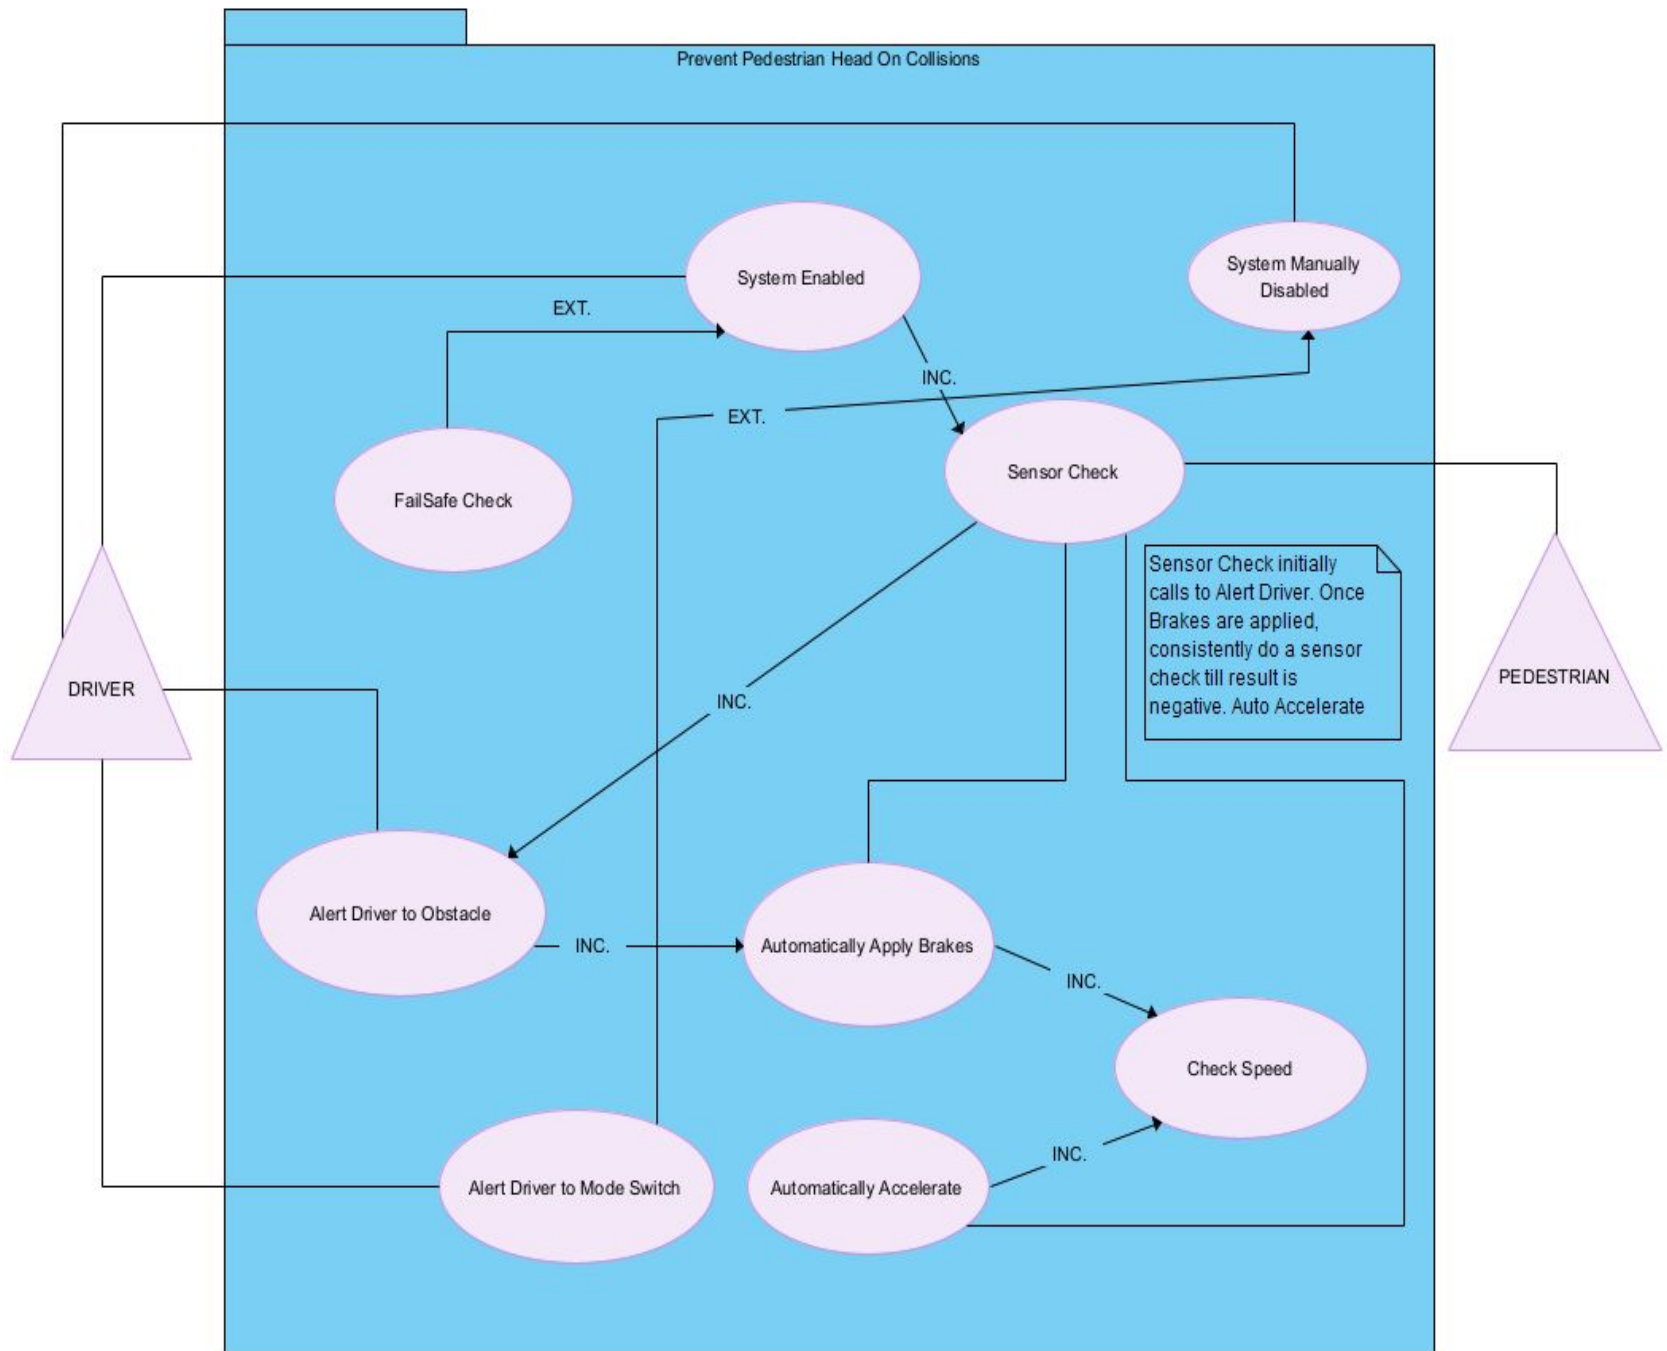 Prevent Pedestrian Head On Collisions
System Enabled
System Manually
Disabled
EXT.
INC.
EXT.
Sensor Check
FailSafe Check
Sensor Check initially
calls to Alert Driver. Once
Brakes are applied,
consistently do a sensor
check till result is
negative. Auto Accelerate
DRIVER
PEDESTRIAN
INC.
Alert Driver to Obstacle
INC.
Automatically Apply Brakes
INC.
Check Speed
INC.
Alert Driver to Mode Switch
Automatically Accelerate